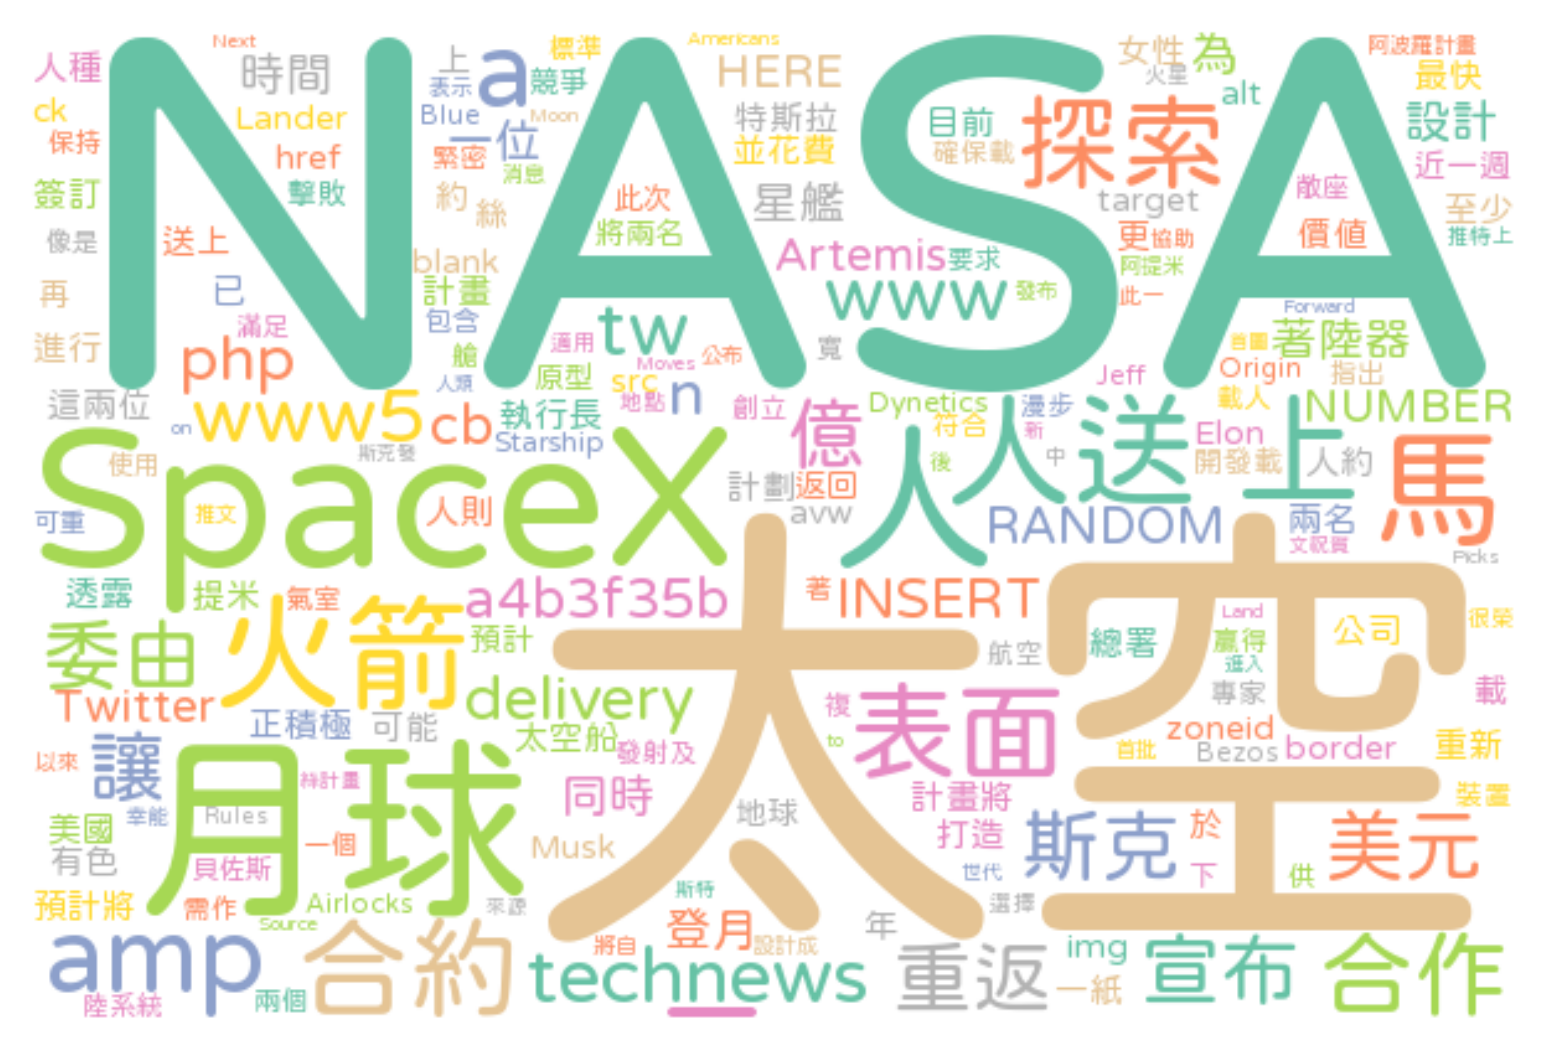 Next
Americans
阿波羅計畫
NASA
人種
時間
上
a
標準
HERE
女性
為
火星
最快
表示
競爭
alt
ck
Lander
Blue
一位
Moon
特斯拉
目前
探索
設計
保持
href
緊密
消息
並花費
確保載
近一週
簽訂
擊敗
約
絲
此次
星艦
target
敞座
至少
像是
送上
將兩名
Artemis
要求
更
協助
價值
推特上
blank
阿提米
再
已
計畫
www
發布
此一
Forward
進行
滿足
包含
tw
寬
首圖
著陸器
php
艙
適用
Moves
公布
Origin
指出
人類
原型
src
n
Jeff
這兩位
www5
cb
執行長
地點
創立
億
Dynetics
漫步
人送上
載人
NUMBER
on
Starship
符合
新
Elon
SpaceX
使用
斯克發
人
後
中
開發載
人約
馬
計劃
返回
可重
推文
人則
avw
RANDOM
兩名
文祝賀
Picks
太空
透露
提米
氣室
a4b3f35b
著
INSERT
Land
很榮
委由
火箭
預計
航空
總署
贏得
公司
進入
Twitter
delivery
複
表面
專家
載
正積極
可能
太空船
to
zoneid
以來
讓
月球
發射及
首批
Bezos
border
重新
絲計畫
同時
計畫將
裝置
美國
幸能
Rules
地球
打造
斯克
於
美元
有色
一個
Musk
貝佐斯
世代
下
供
預計將
需作
Airlocks
來源
斯特
選擇
Source
登月
年
amp
合約
將自
設計成
technews
重返
img
宣布
合作
陸系統
兩個
一紙